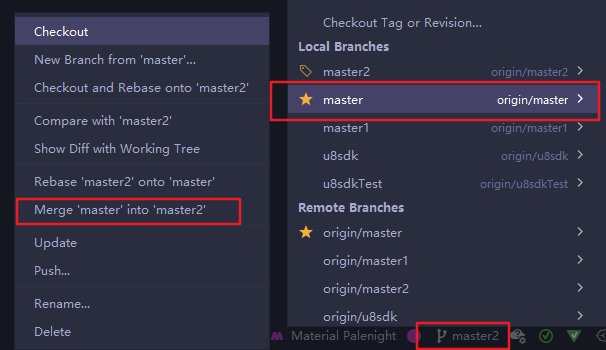 Checkout
New Branch from 'master'...
Checkout and Rebase onto 'master2'
Compare with 'master2'
Show Diff with Working Tree
Rebase 'master2' onto 'master'
Merge 'master' into 'master2'
Update
Push...
Rename...
Delete
Checkout Tag or Revision...
Local Branches
master2 origin/master2
master origin/master
master1 origin/master1
u8sdk origin/u8sdk
u8sdkTest origin/u8sdkTest
Remote Branches
origin/master
origin/master1
origin/master2
origin/u8sdk
Material Palenight master2